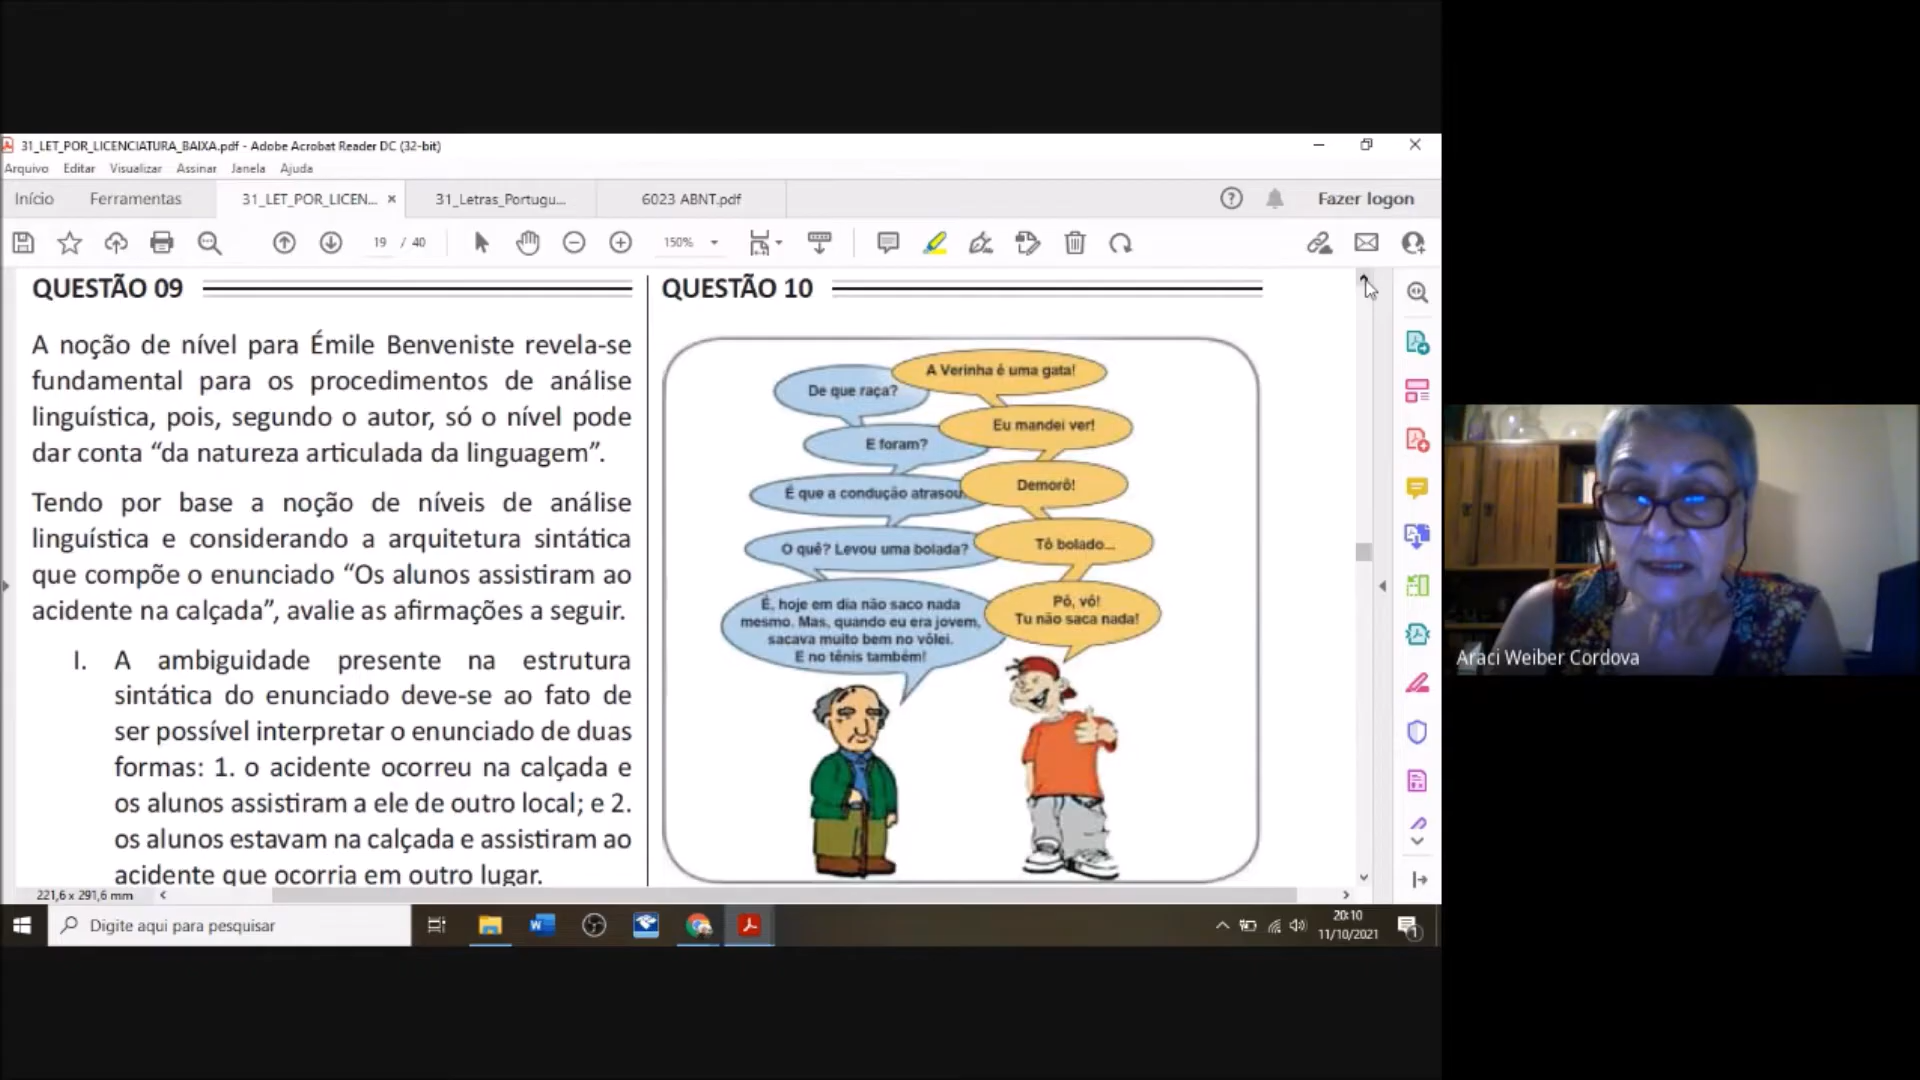 31_LET_POR_LICENCIATURA_BAIXA.pdf - Adobe Acrobat Reader DC (32-bit)
Arquivo Editar Visualizar Assinar Janela Ajuda
Início Ferramentas 31_LET_POR_LICEN... × 31_Letras_Portugu... 6023 ABNT.pdf Fazer logon
19 / 40 150%
QUESTÃO 09
A noção de nível para Émile Benveniste revela-se
fundamental para os procedimentos de análise
linguística, pois, segundo o autor, só o nível pode
dar conta “da natureza articulada da linguagem”.
Tendo por base a noção de níveis de análise
linguística e considerando a arquitetura sintática
que compõe o enunciado “Os alunos assistiram ao
acidente na calçada”, avalie as afirmações a seguir.
I. A ambiguidade presente na estrutura
sintática do enunciado deve-se ao fato de
ser possível interpretar o enunciado de duas
formas: 1. o acidente ocorreu na calçada e
os alunos assistiram a ele de outro local; e 2.
os alunos estavam na calçada e assistiram ao
acidente que ocorria em outro lugar.
QUESTÃO 10
A Verinha é uma gata!
De que raça?
Eu mandei ver!
E foram?
Demorô!
É que a condução atrasou.
Tô bolado...
O quê? Levou uma bolada?
Pô, vô!
Tu não saca nada!
É, hoje em dia não saco nada
mesmo. Mas, quando eu era jovem,
sacava muito bem no vôlei.
E no tênis também!
221,6 x 291,6 mm
Digite aqui para pesquisar
20:10
11/10/2021
1
Araci Weiber Cordova